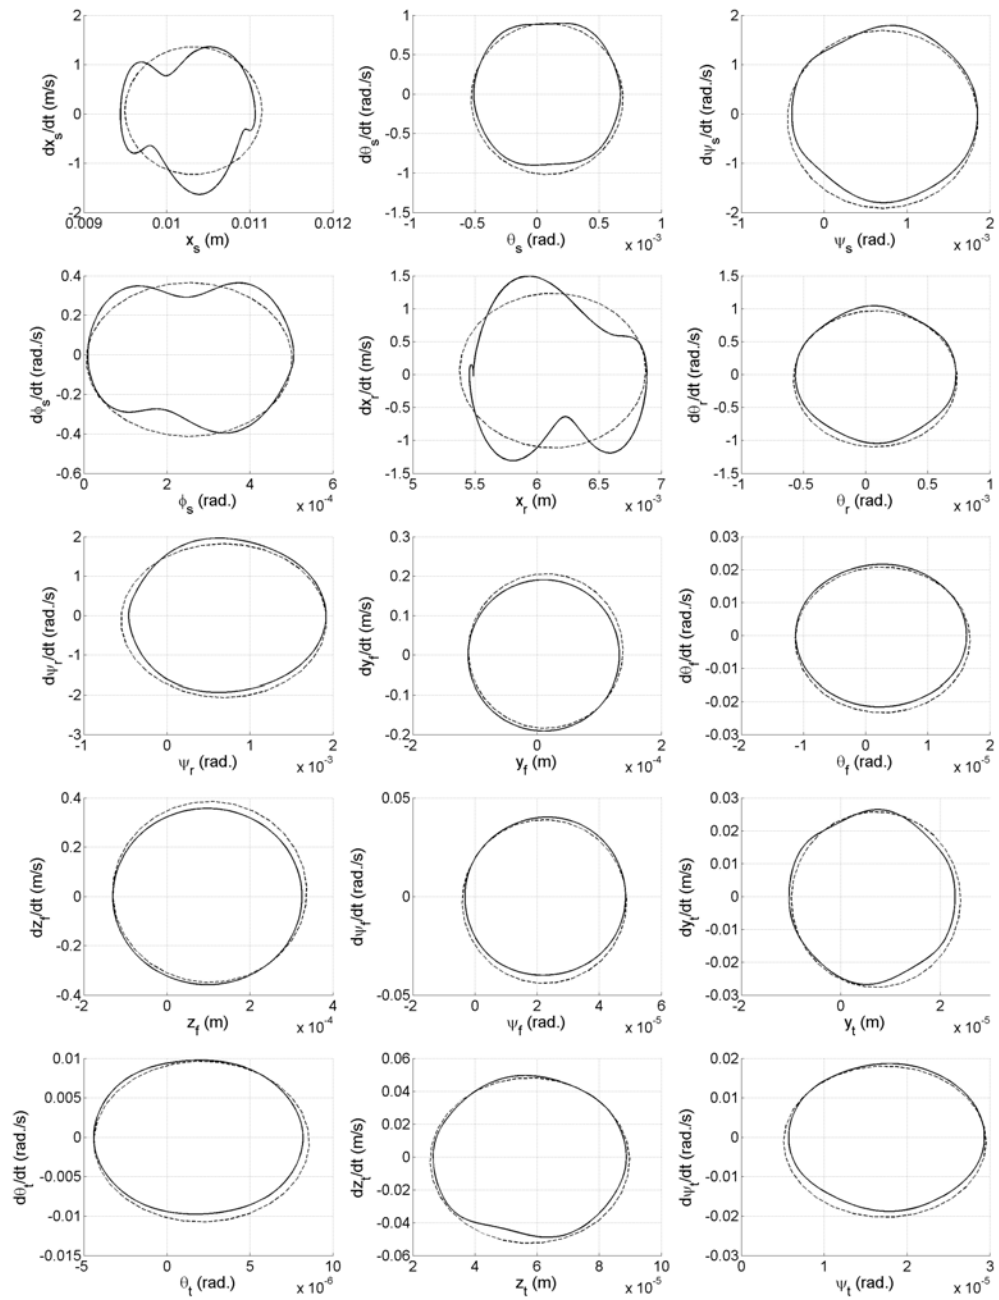 2
1
0
-1
-2
0.009 0.01 0.011 0.012
dx_s/dt (m/s)
x_s (m)
1
0.5
0
-0.5
-1
-1.5
-1 -0.5 0 0.5 1
x 10^-3
dθ_s/dt (rad./s)
θ_s (rad.)
2
1
0
-1
-2
0 1 2
x 10^-3
dψ_s/dt (rad./s)
ψ_s (rad.)
0.4
0.2
0
-0.2
-0.4
-0.6
0 2 4 6
x 10^-4
dϕ_s/dt (rad./s)
ϕ_s (rad.)
1.5
1
0.5
0
-0.5
-1
-1.5
5 5.5 6 6.5 7
x 10^-3
dx_r/dt (m/s)
x_r (m)
2
1
0
-1
-2
-1 -0.5 0 0.5 1
x 10^-3
dθ_r/dt (rad./s)
θ_r (rad.)
2
1
0
-1
-2
-3
-1 0 1 2
x 10^-3
dψ_r/dt (rad./s)
ψ_r (rad.)
0.3
0.2
0.1
0
-0.1
-0.2
-2 0 2
x 10^-4
dy_f/dt (m/s)
y_f (m)
0.03
0.02
0.01
0
-0.01
-0.02
-0.03
-2 -1 0 1 2
x 10^-5
dθ_f/dt (rad./s)
θ_f (rad.)
0.4
0.2
0
-0.2
-0.4
-2 0 2 4
x 10^-4
dz_f/dt (m/s)
z_f (m)
0.05
0
-0.05
-2 0 2 4 6
x 10^-5
dψ_f/dt (rad./s)
ψ_f (rad.)
0.03
0.02
0.01
0
-0.01
-0.02
-0.03
-2 0 2
x 10^-5
dy_t/dt (m/s)
y_t (m)
0.01
0.005
0
-0.005
-0.01
-0.015
-5 0 5 10
x 10^-6
dθ_t/dt (rad./s)
θ_t (rad.)
0.06
0.04
0.02
0
-0.02
-0.04
-0.06
2 4 6 8 10
x 10^-5
dz_t/dt (m/s)
z_t (m)
0.02
0.01
0
-0.01
-0.02
-0.03
0 1 2 3
x 10^-5
dψ_t/dt (rad./s)
ψ_t (rad.)